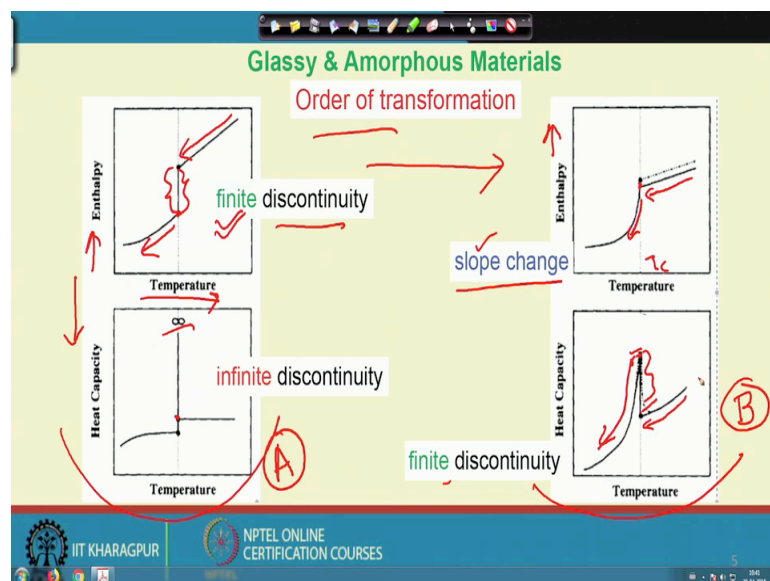 Glassy & Amorphous Materials
Order of transformation
Enthalpy
finite discontinuity
Temperature
Enthalpy
slope change
Tc
Temperature
∞
Heat Capacity
infinite discontinuity
A
Temperature
Heat Capacity
B
finite discontinuity
Temperature
IIT KHARAGPUR
NPTEL ONLINE
CERTIFICATION COURSES
5